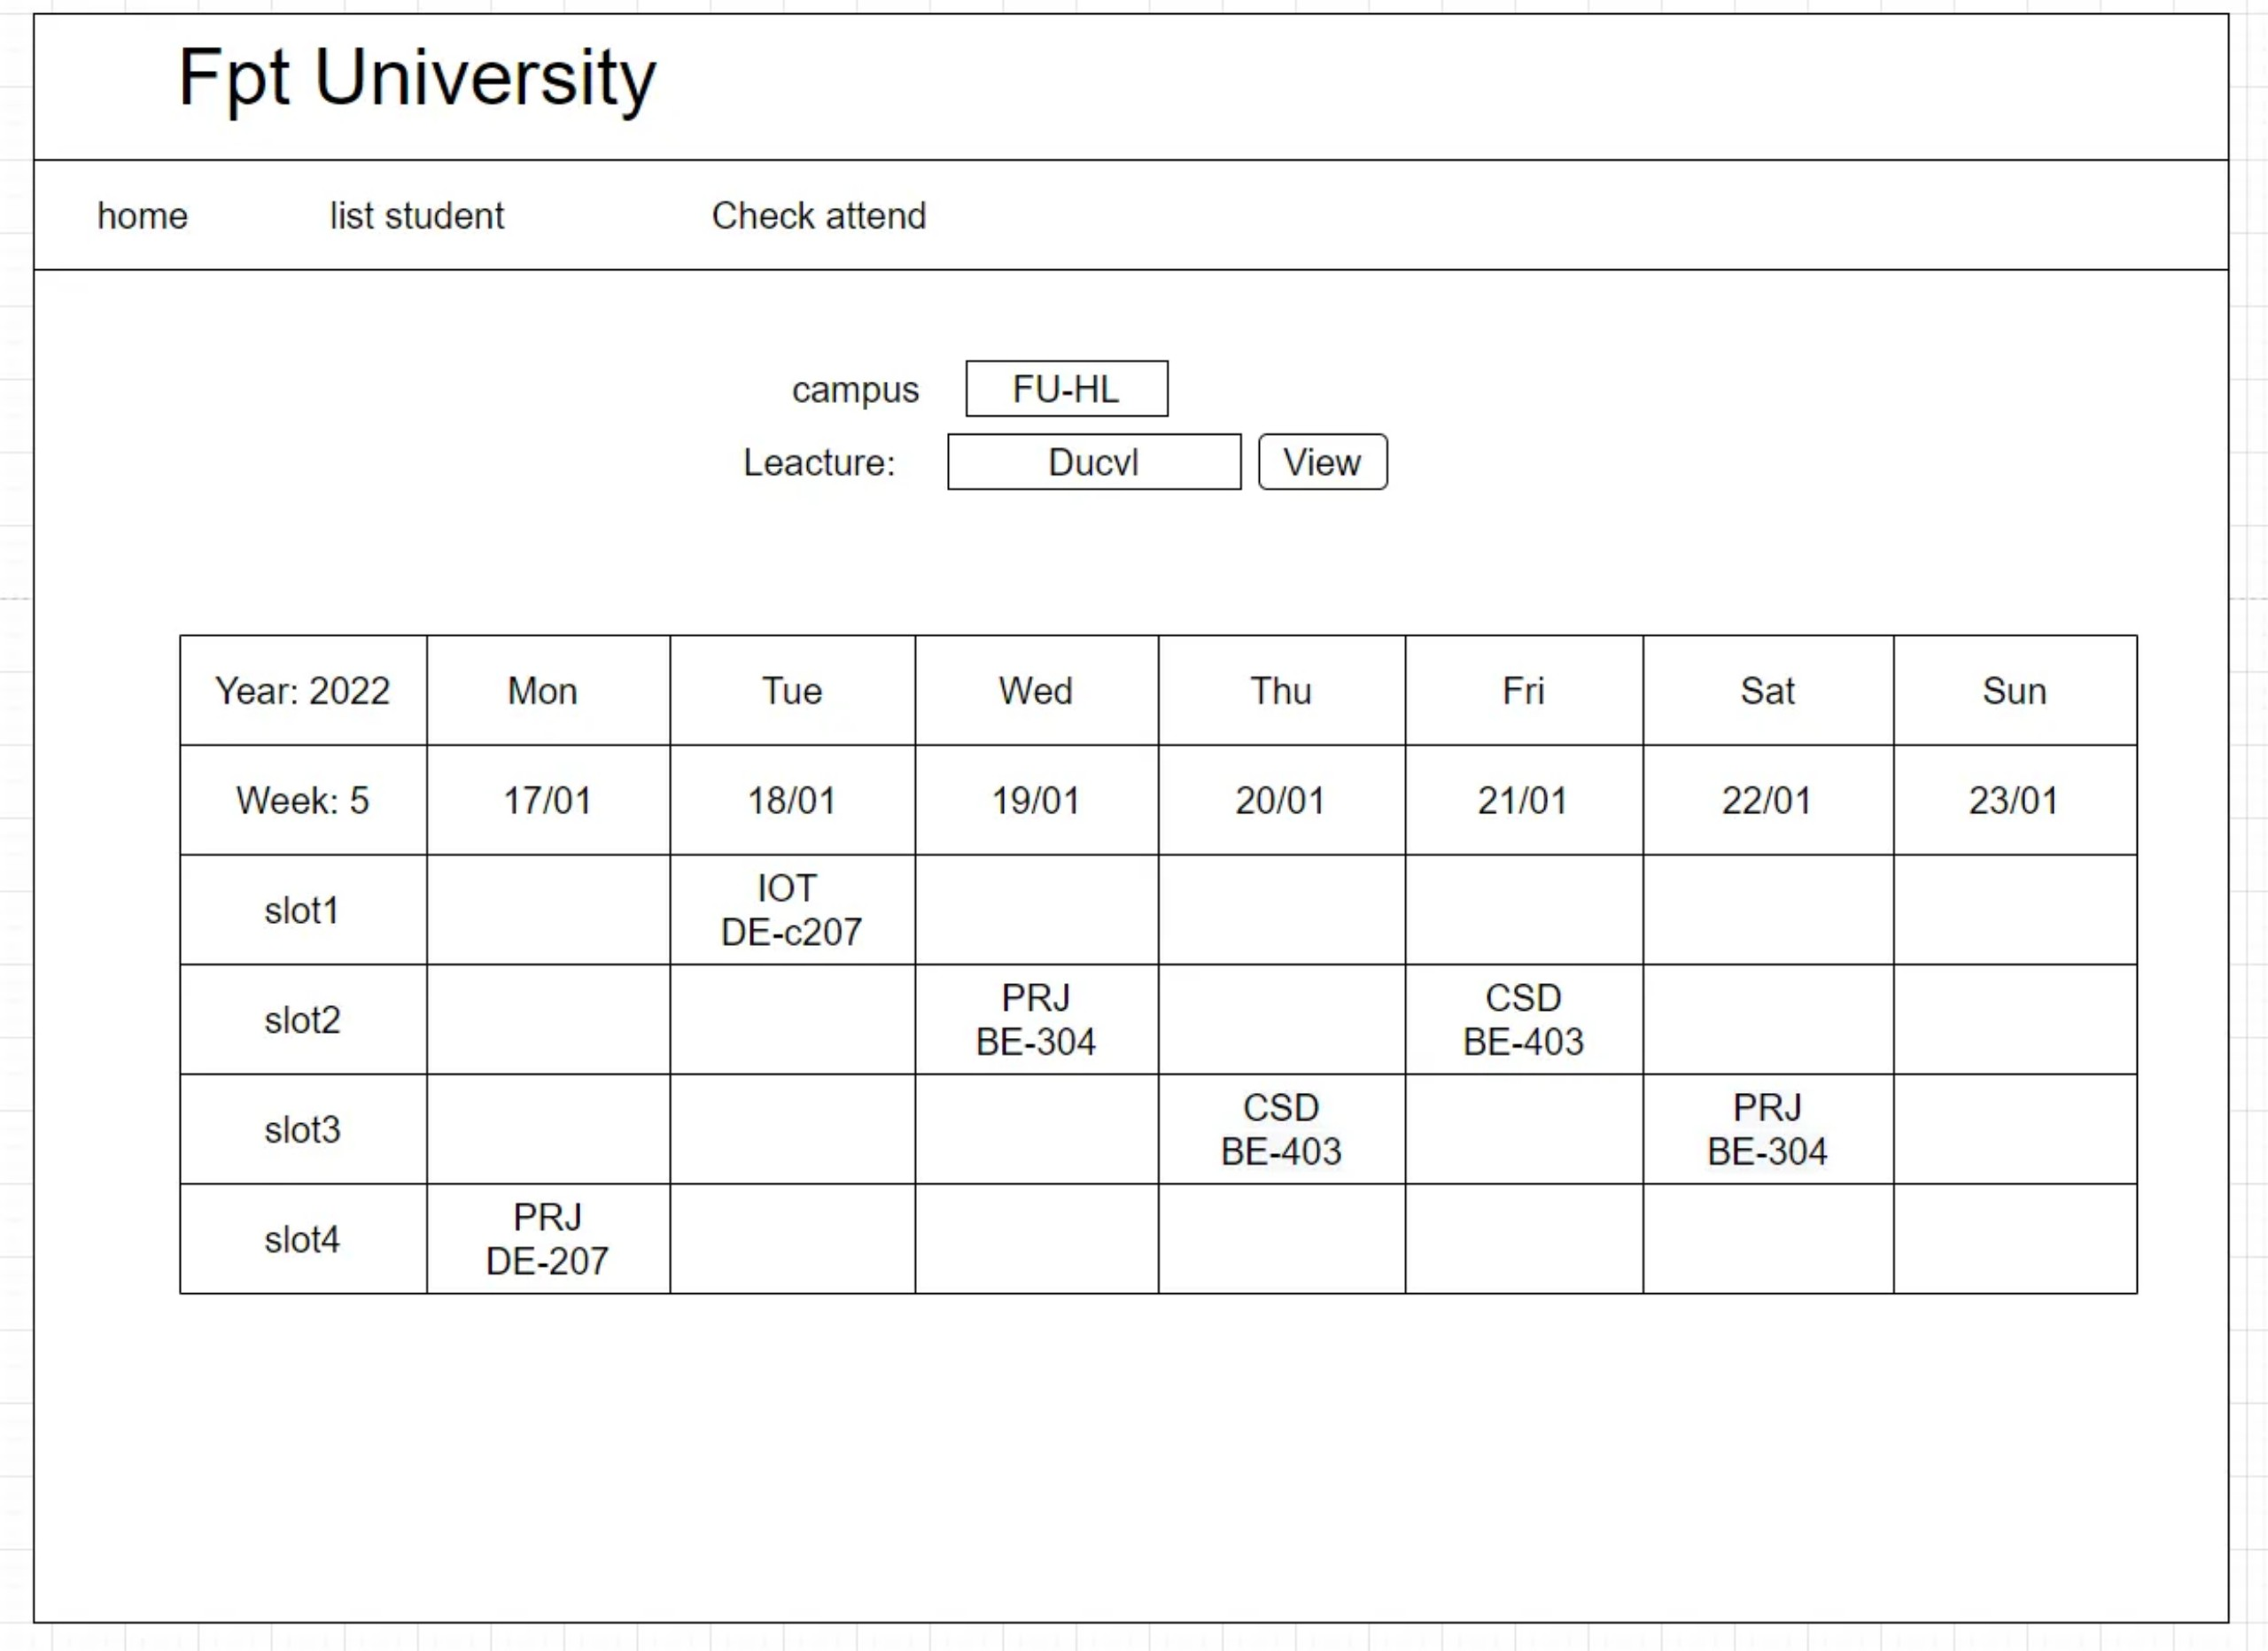 Fpt University
home list student Check attend
campus FU-HL
Leacture: Ducvl View
Year: 2022 Mon Tue Wed Thu Fri Sat Sun
Week: 5 17/01 18/01 19/01 20/01 21/01 22/01 23/01
slot1 IOT
DE-c207
slot2 PRJ
BE-304 CSD
BE-403
slot3 CSD
BE-403 PRJ
BE-304
slot4 PRJ
DE-207